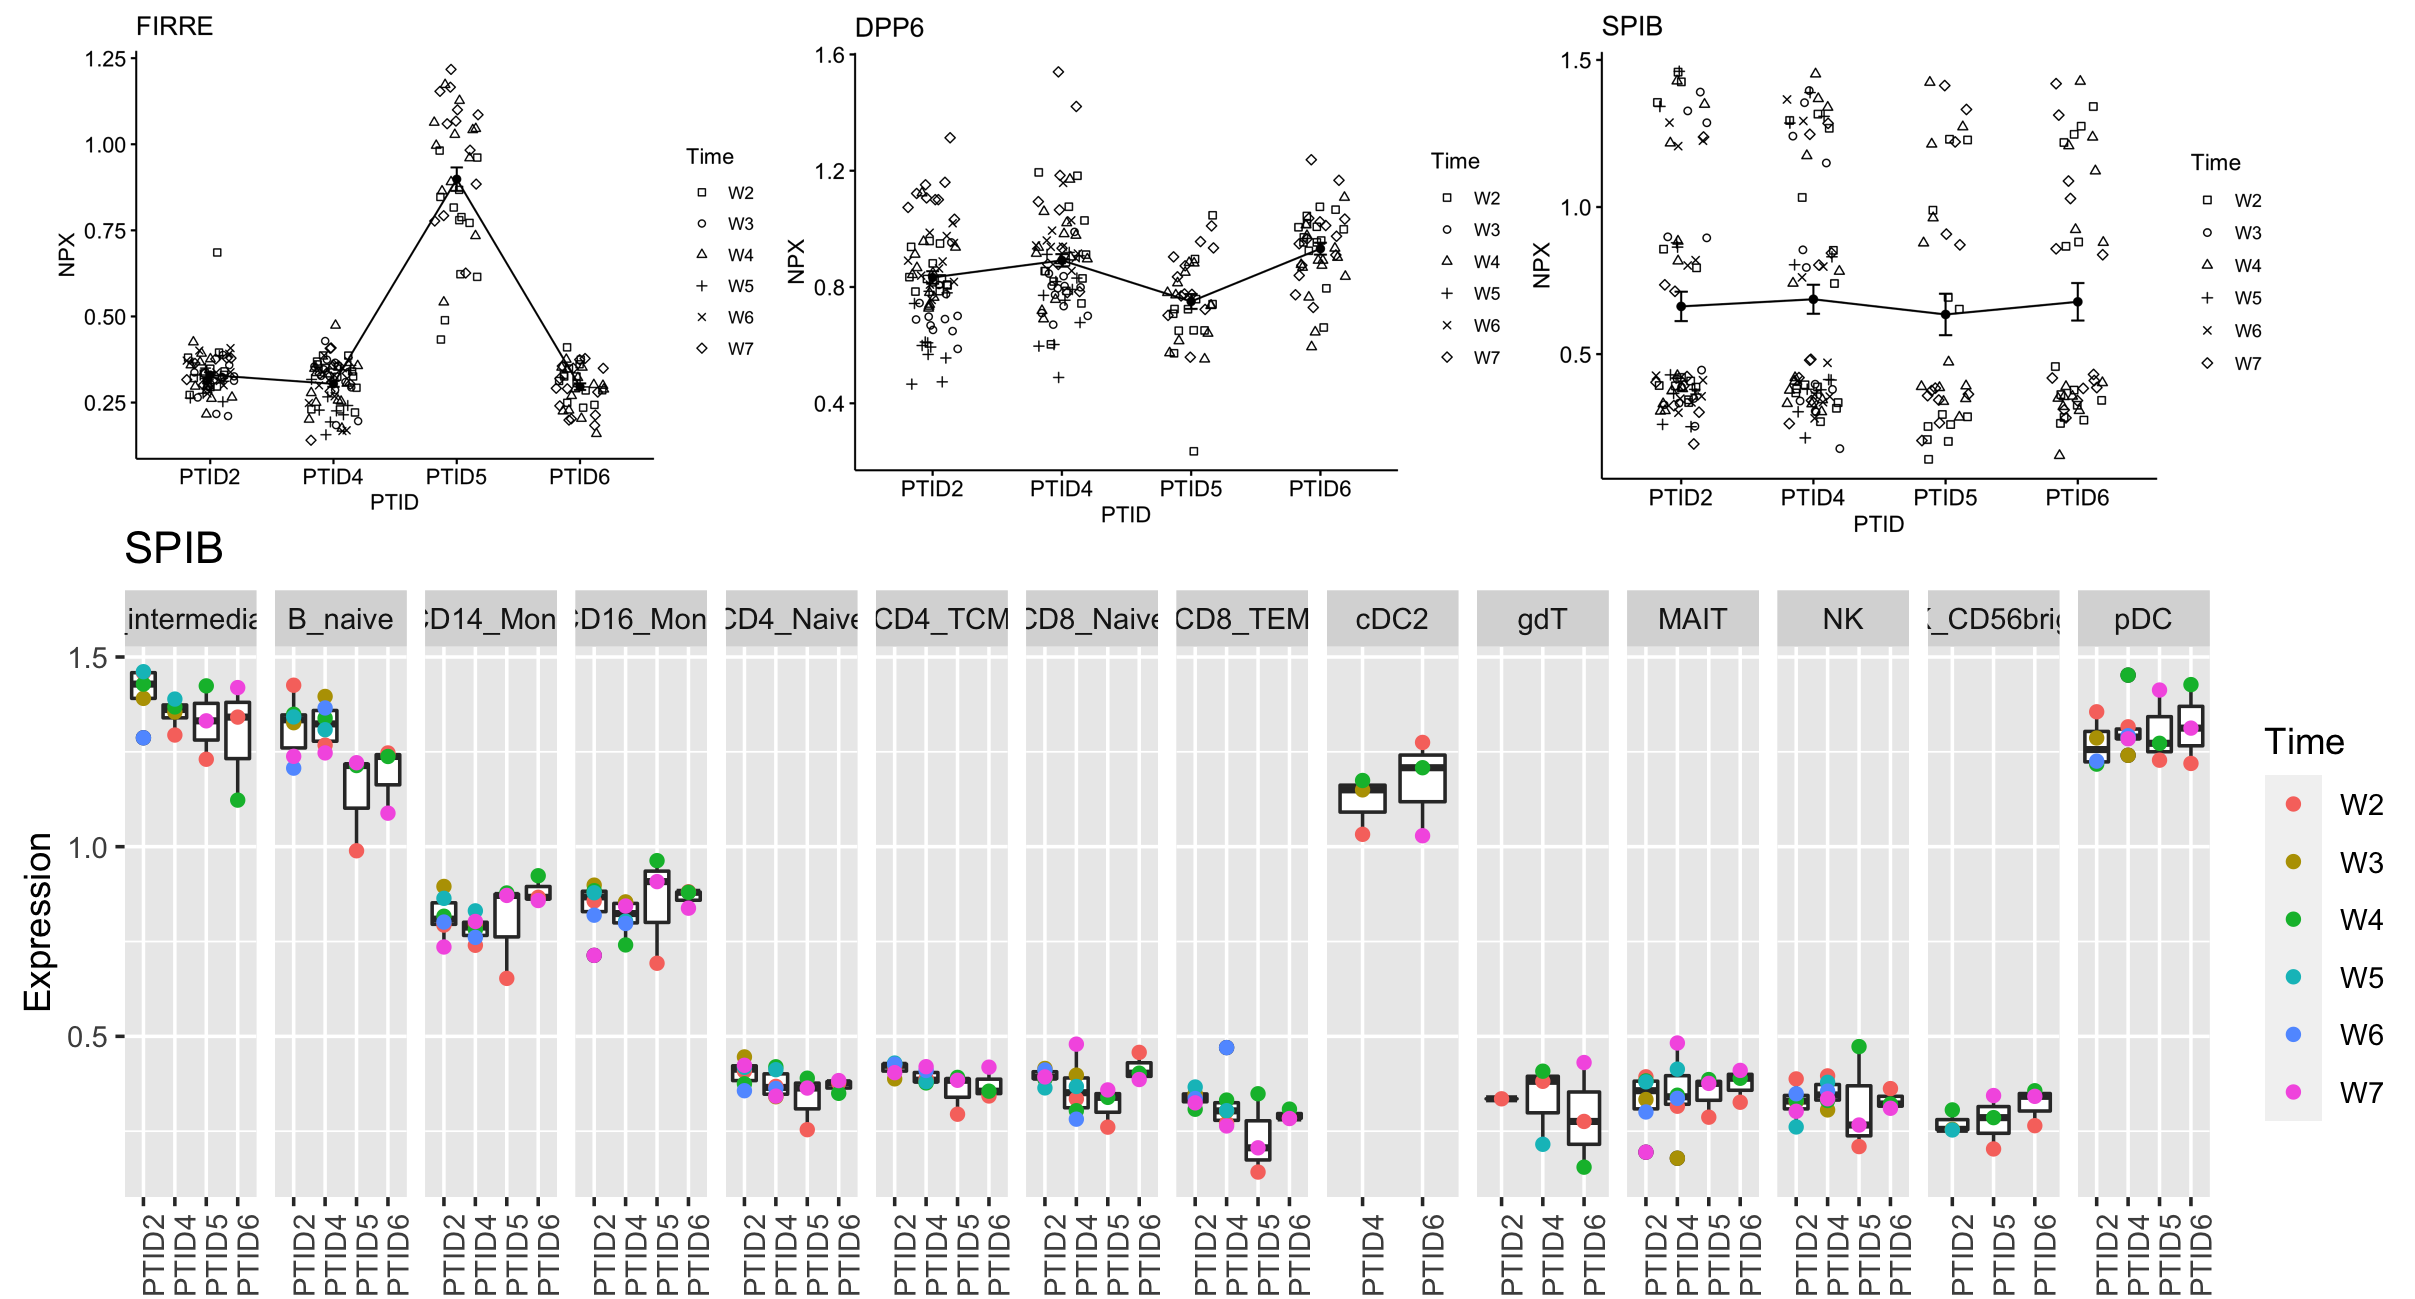 FIRRE
1.25
1.00
0.75
0.50
0.25
NPX
PTID2 PTID4 PTID5 PTID6
PTID
Time
W2
W3
W4
W5
W6
W7
DPP6
1.6
1.2
0.8
0.4
NPX
PTID2 PTID4 PTID5 PTID6
PTID
Time
W2
W3
W4
W5
W6
W7
SPIB
1.5
1.0
0.5
NPX
PTID2 PTID4 PTID5 PTID6
PTID
Time
W2
W3
W4
W5
W6
W7
SPIB
_intermedia B_naive CD14_Mon CD16_Mon CD4_Naive CD4_TCM CD8_Naive CD8_TEM cDC2 gdT MAIT NK K_CD56brig pDC
1.5
1.0
0.5
Expression
PTID2 PTID4 PTID5 PTID6 PTID2 PTID4 PTID5 PTID6 PTID2 PTID4 PTID5 PTID6 PTID2 PTID4 PTID5 PTID6 PTID2 PTID4 PTID5 PTID6 PTID2 PTID4 PTID5 PTID6 PTID2 PTID4 PTID5 PTID6 PTID2 PTID4 PTID5 PTID6 PTID4 PTID6 PTID2 PTID4 PTID6 PTID2 PTID4 PTID5 PTID6 PTID2 PTID4 PTID5 PTID6 PTID2 PTID5 PTID6 PTID2 PTID4 PTID5 PTID6
Time
W2
W3
W4
W5
W6
W7